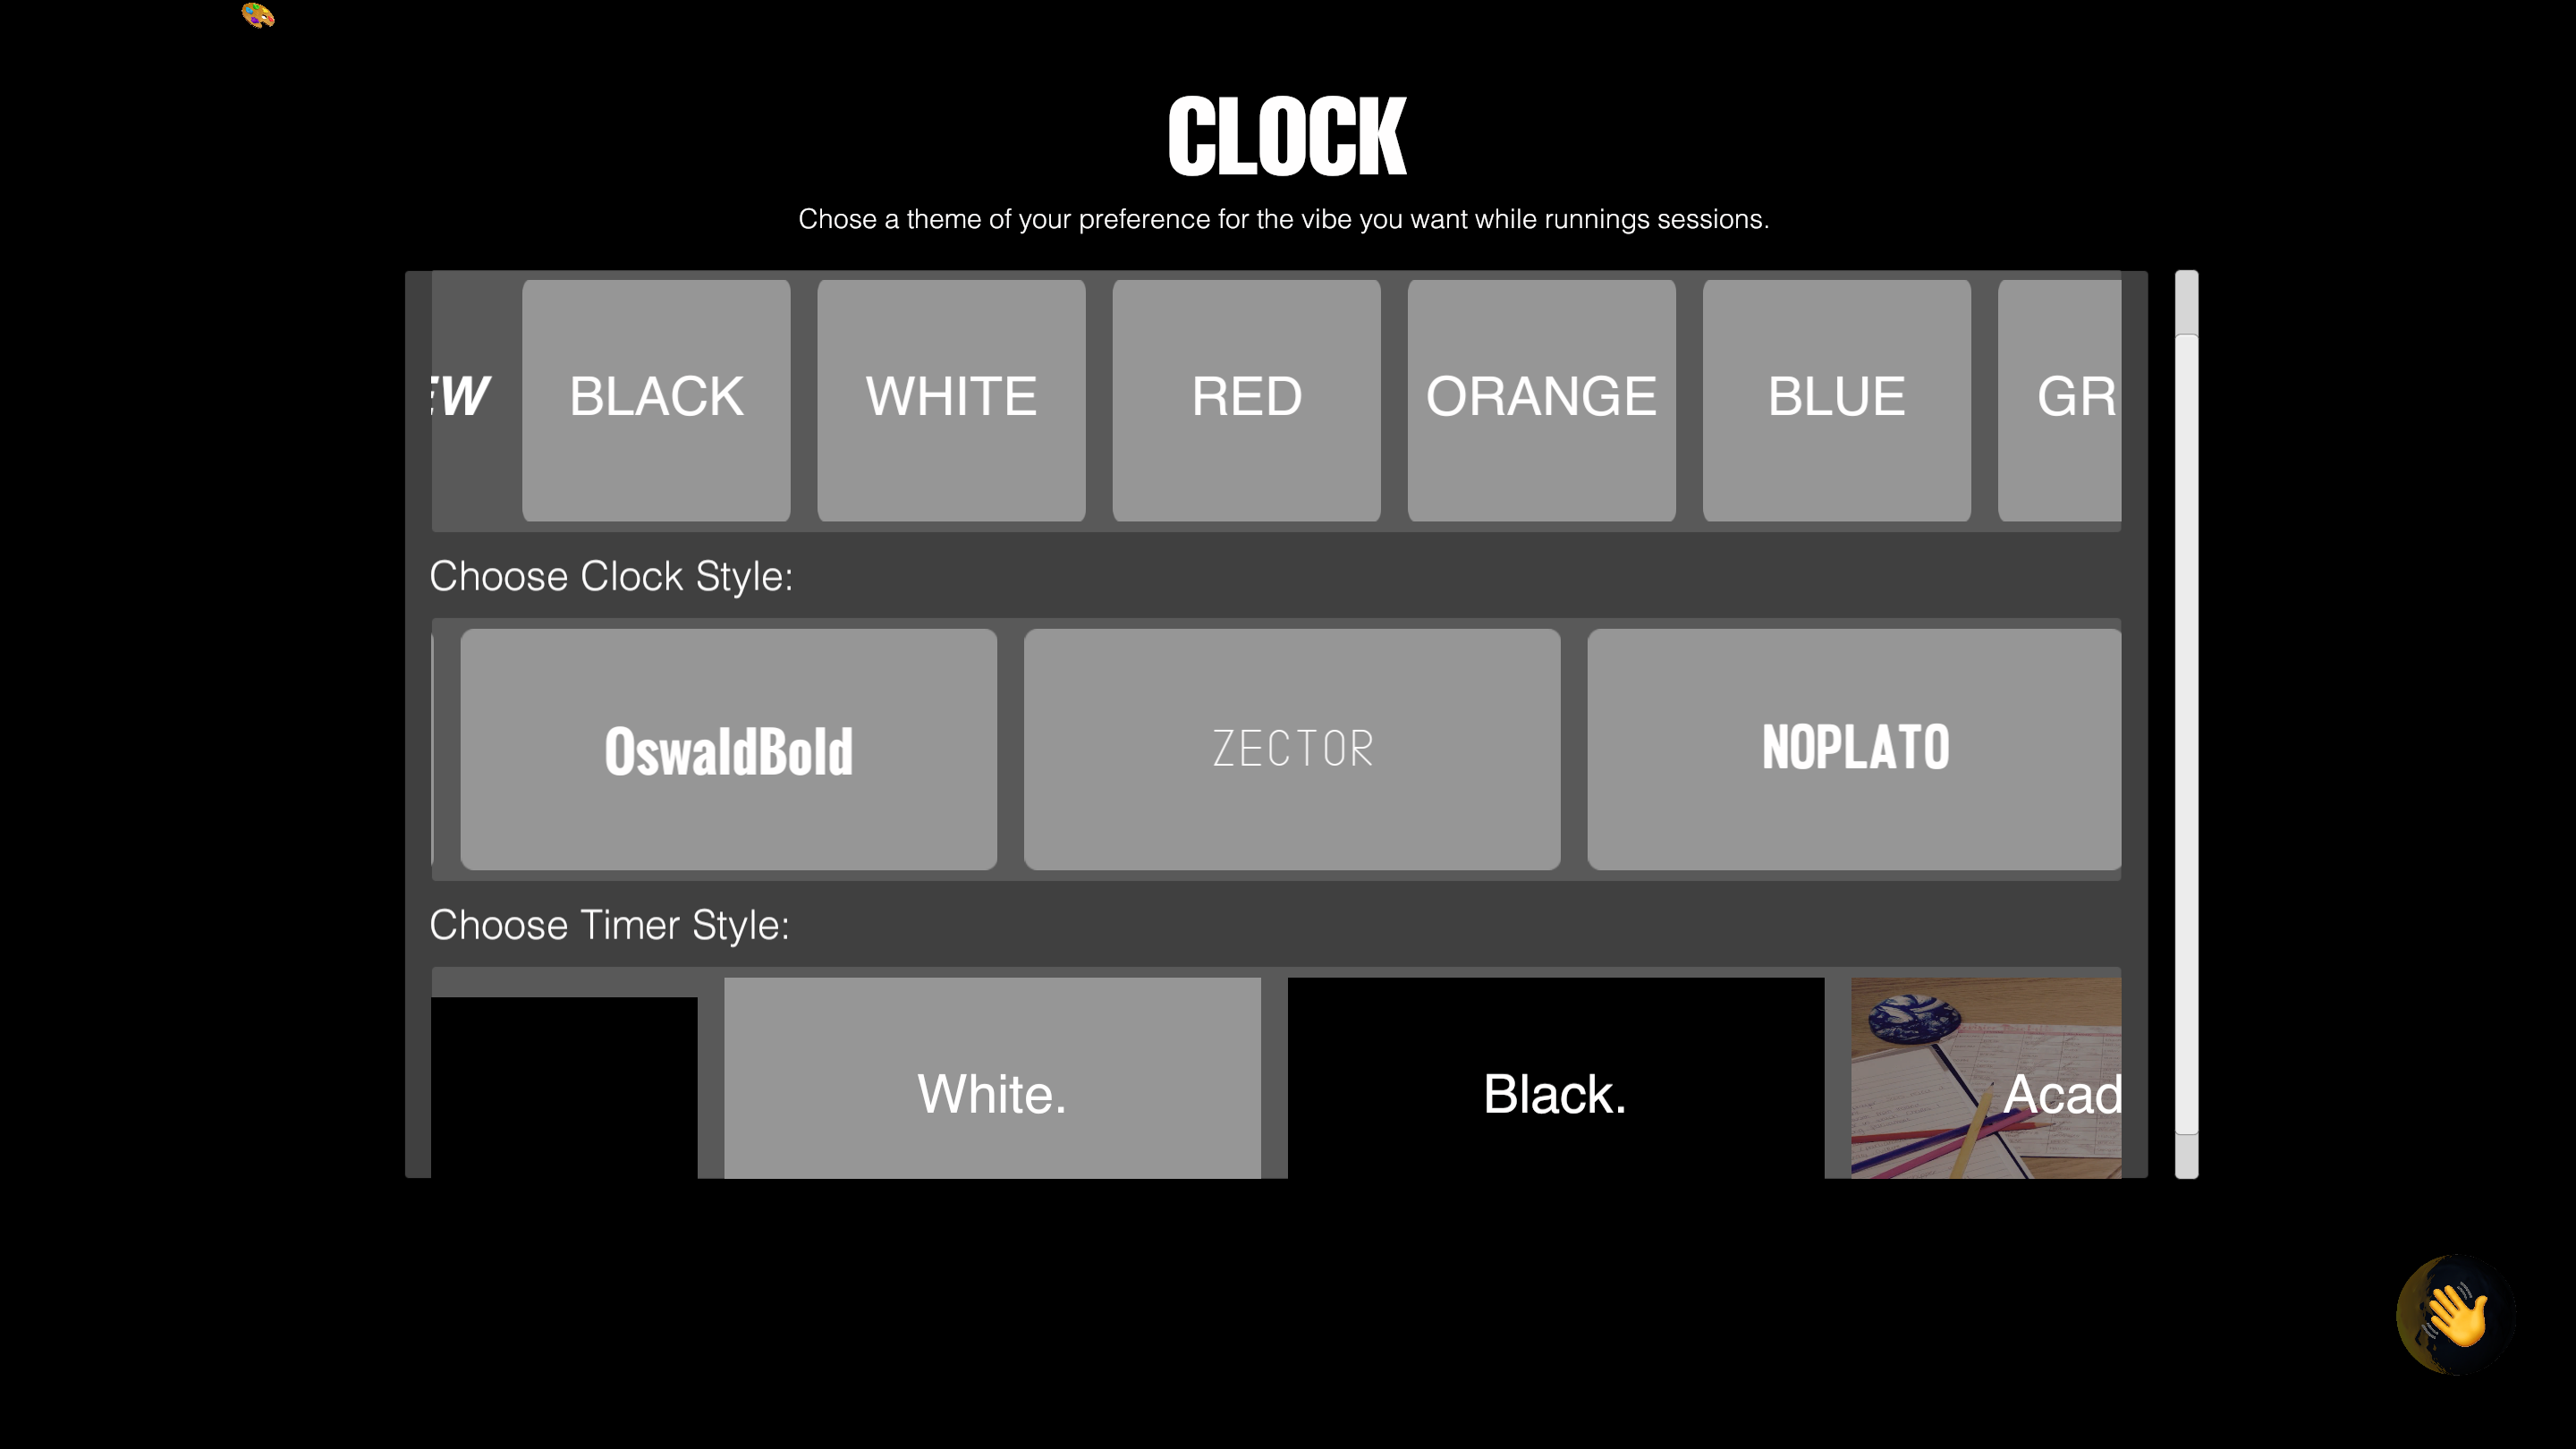 CLOCK
Chose a theme of your preference for the vibe you want while runnings sessions.
EW BLACK WHITE RED ORANGE BLUE GR
Choose Clock Style:
OswaldBold ZECTOR NOPLATO
Choose Timer Style:
White. Black. Acad